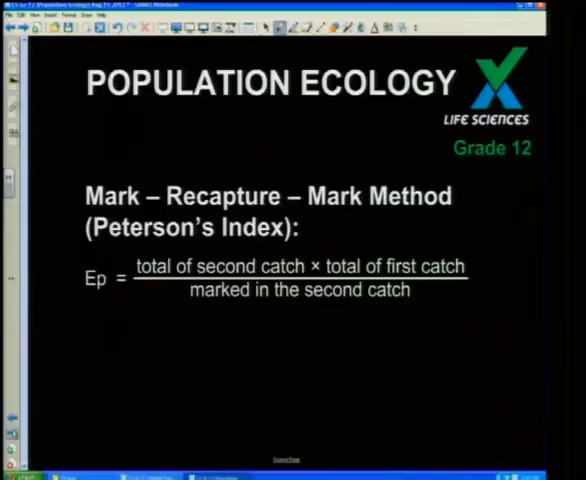 POPULATION ECOLOGY
LIFE SCIENCES
Grade 12
Mark – Recapture – Mark Method
(Peterson's Index):
Ep = total of second catch × total of first catch
marked in the second catch